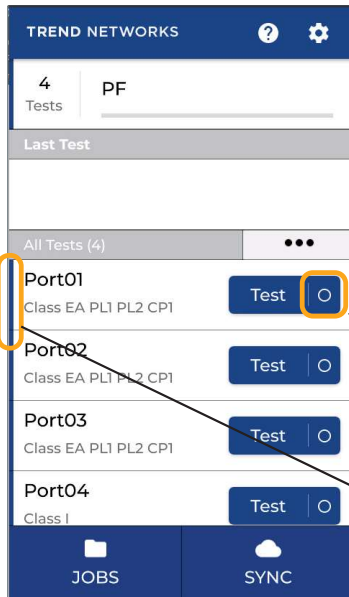 TREND NETWORKS
4
Tests
PF
Last Test
All Tests (4)
Port01
Class EA PL1 PL2 CP1
Test
Port02
Class EA PL1 PL2 CP1
Test
Port03
Class EA PL1 PL2 CP1
Test
Port04
Class I
Test
JOBS
SYNC